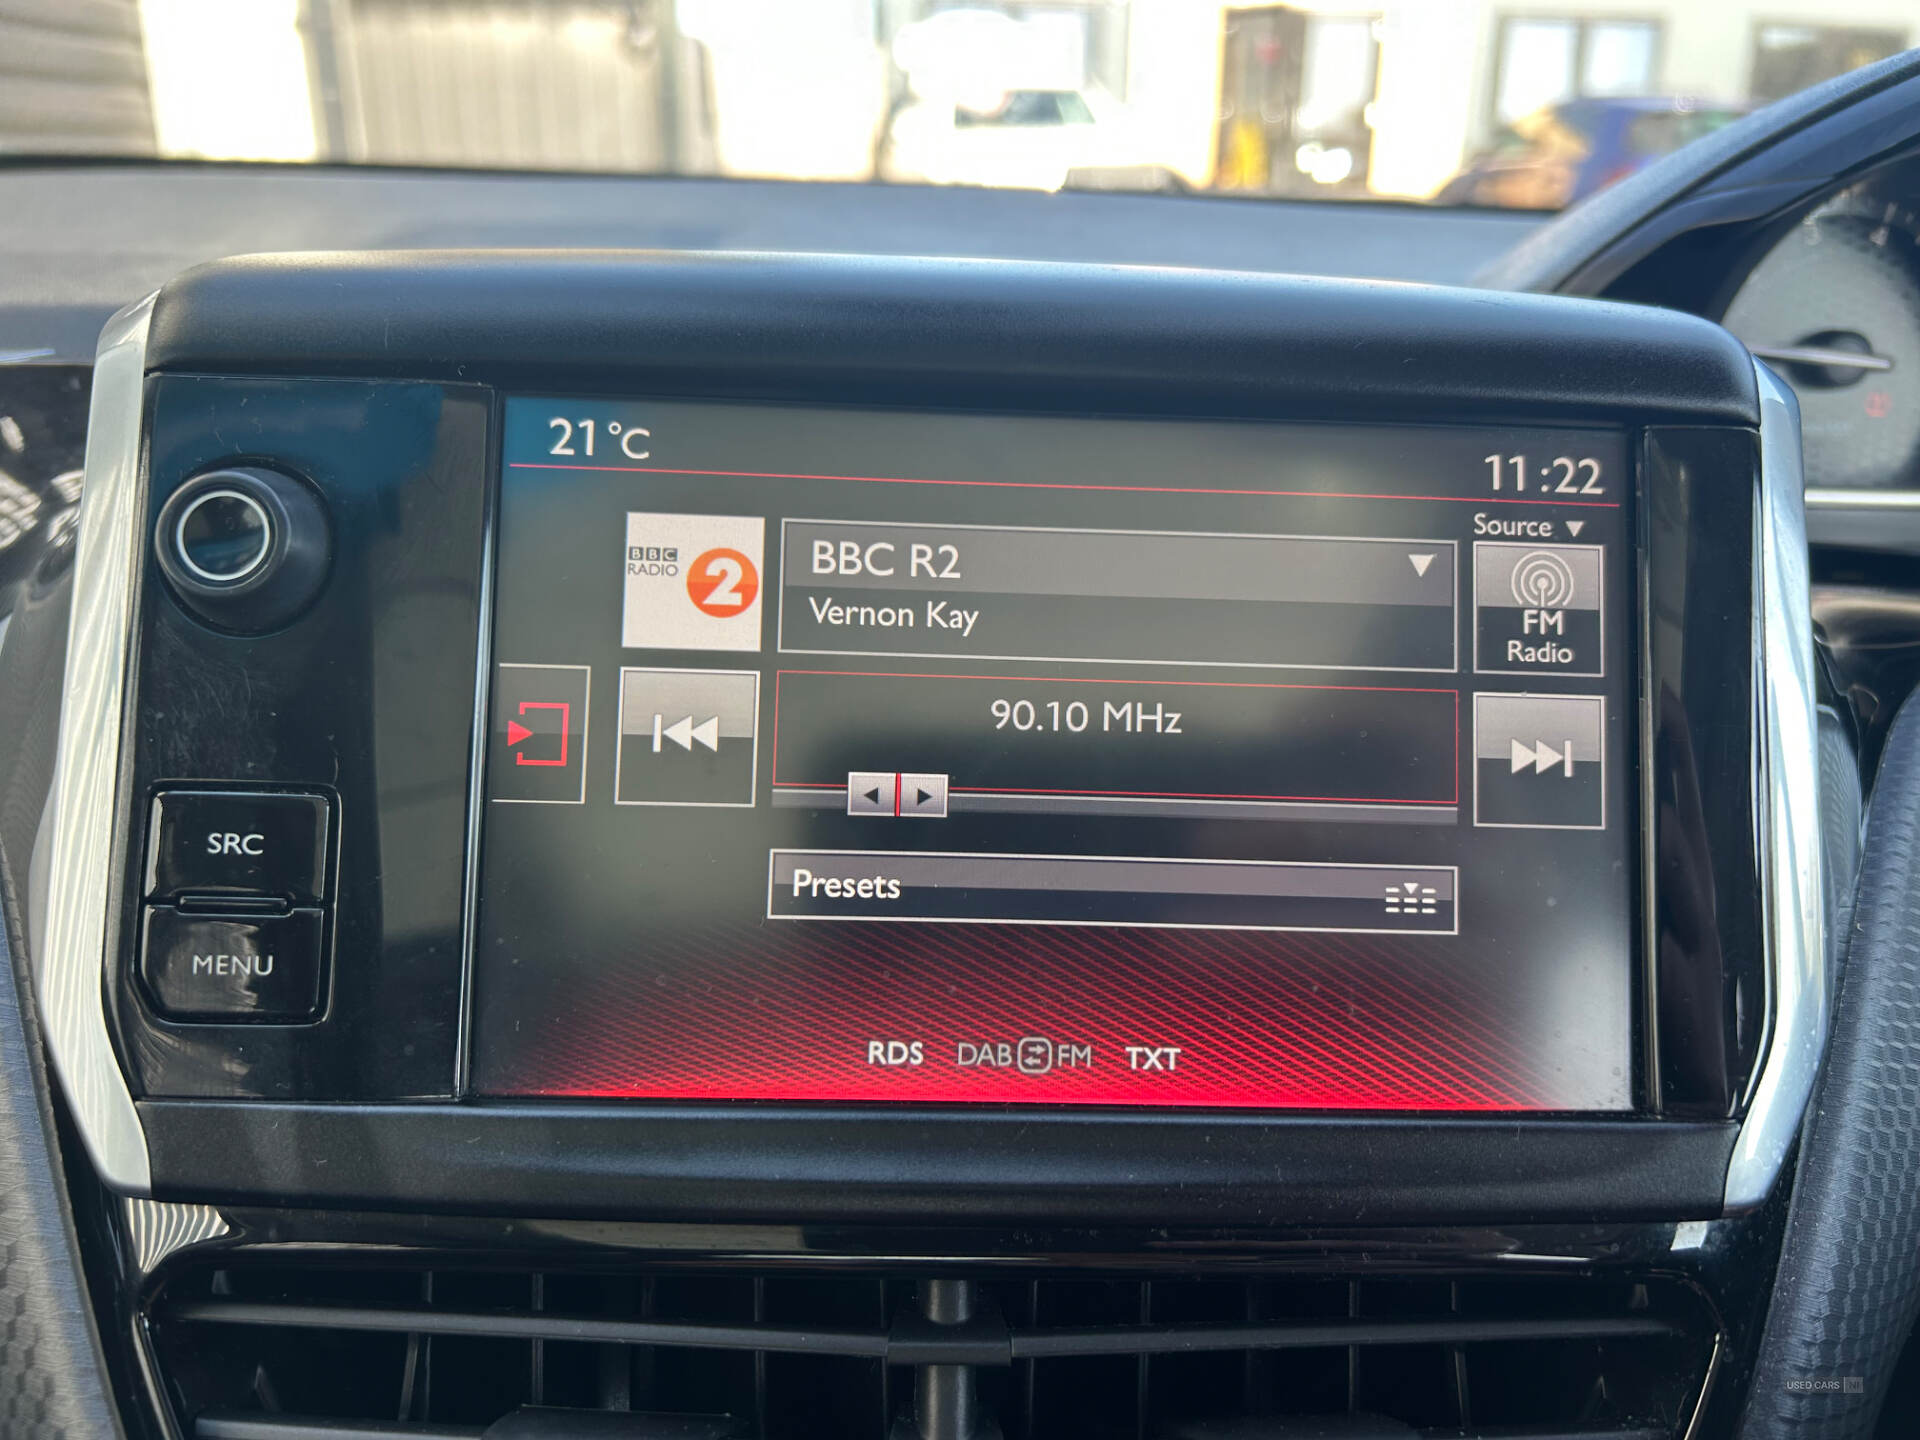 21°C
11:22
Source
BBC
RADIO
2
BBC R2
Vernon Kay
FM
Radio
90.10 MHz
SRC
Presets
MENU
RDS DAB FM TXT
USED CARS NI